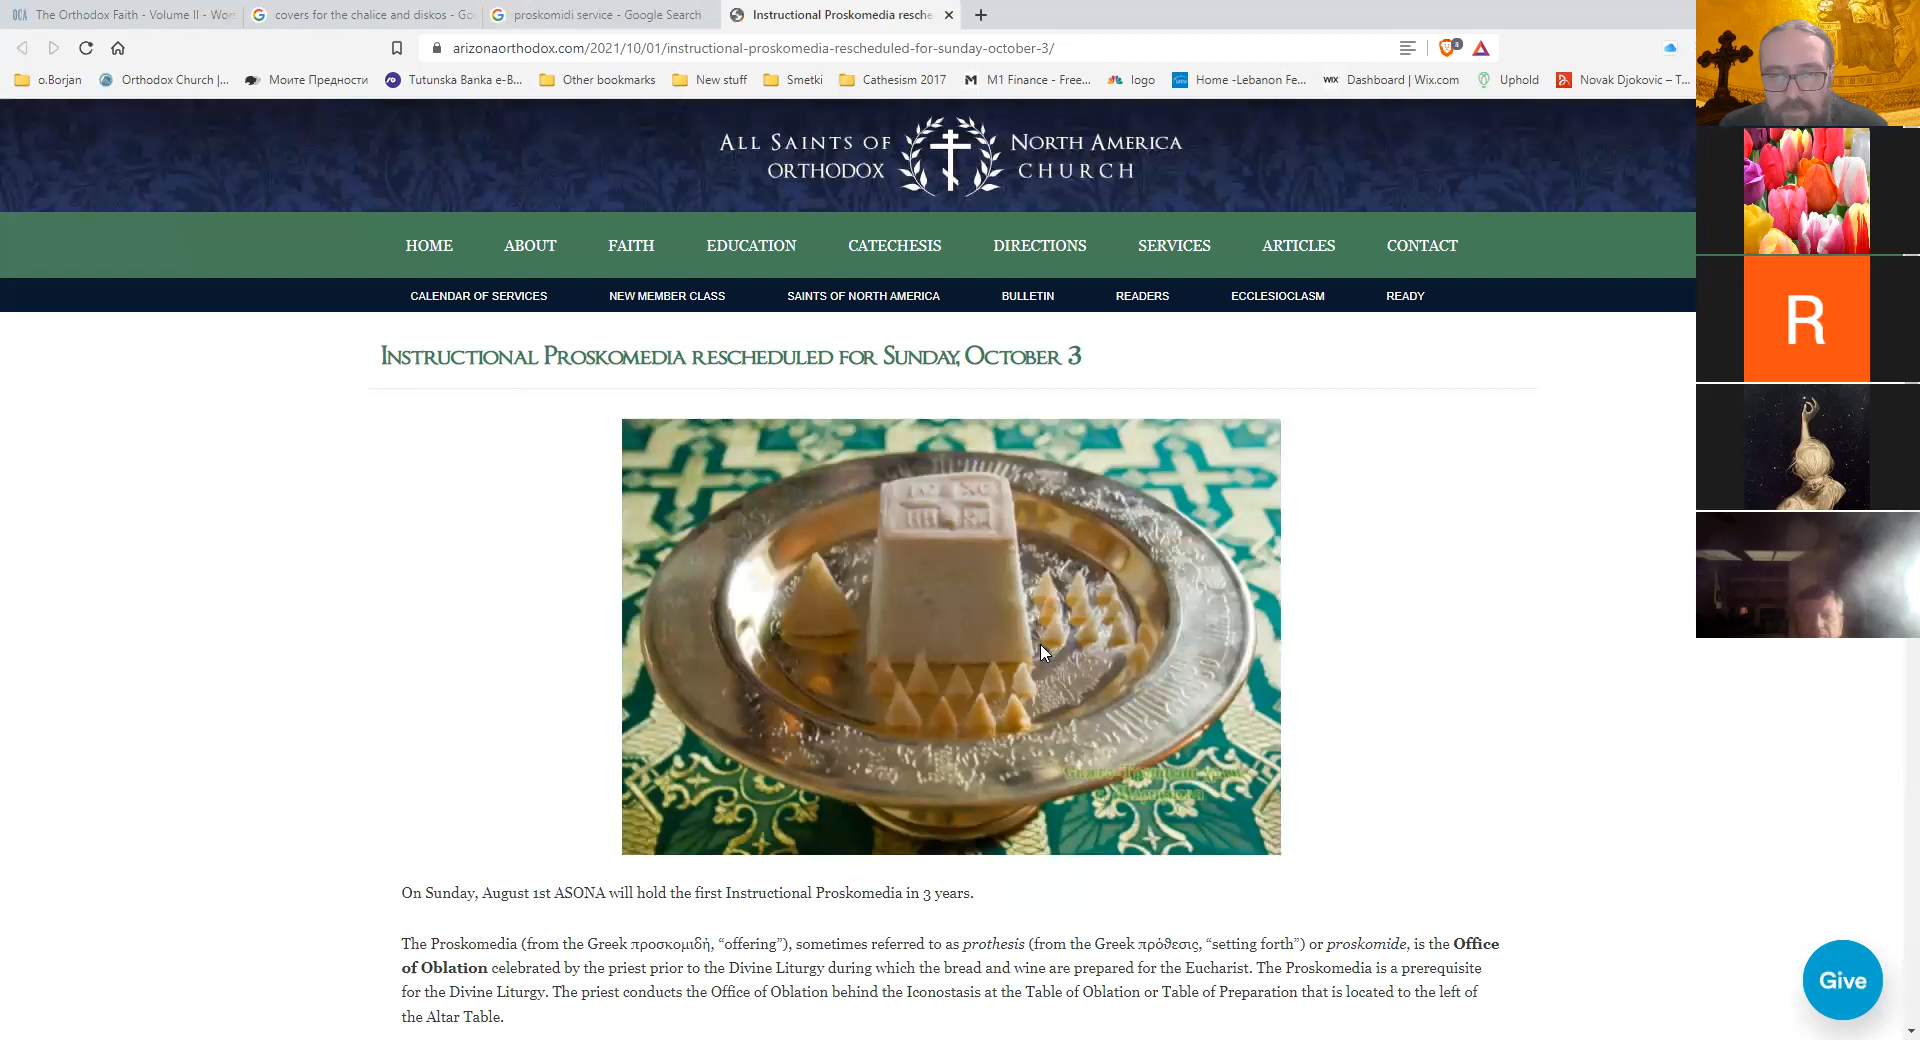 The Orthodox Faith - Volume II - Wor
covers for the chalice and diskos - Go
proskomidi service - Google Search
Instructional Proskomedia resche
arizonaorthodox.com/2021/10/01/instructional-proskomedia-rescheduled-for-sunday-october-3/
o.Borjan
Orthodox Church |...
Моите Предности
Tutunska Banka e-B...
Other bookmarks
New stuff
Smetki
Cathesism 2017
M1 Finance - Free...
logo
Home -Lebanon Fe...
WIX
Dashboard | Wix.com
Uphold
Novak Djokovic – T...
ALL SAINTS OF NORTH AMERICA
ORTHODOX CHURCH
HOME ABOUT FAITH EDUCATION CATECHESIS DIRECTIONS SERVICES ARTICLES CONTACT
CALENDAR OF SERVICES NEW MEMBER CLASS SAINTS OF NORTH AMERICA BULLETIN READERS ECCLESIOCLASM READY
R
INSTRUCTIONAL PROSKOMEDIA RESCHEDULED FOR SUNDAY, OCTOBER 3
On Sunday, August 1st ASONA will hold the first Instructional Proskomedia in 3 years.
The Proskomedia (from the Greek προσκομιδή, “offering”), sometimes referred to as prothesis (from the Greek πρόθεσις, “setting forth”) or proskomide, is the Office
of Oblation celebrated by the priest prior to the Divine Liturgy during which the bread and wine are prepared for the Eucharist. The Proskomedia is a prerequisite
for the Divine Liturgy. The priest conducts the Office of Oblation behind the Iconostasis at the Table of Oblation or Table of Preparation that is located to the left of
the Altar Table.
Give